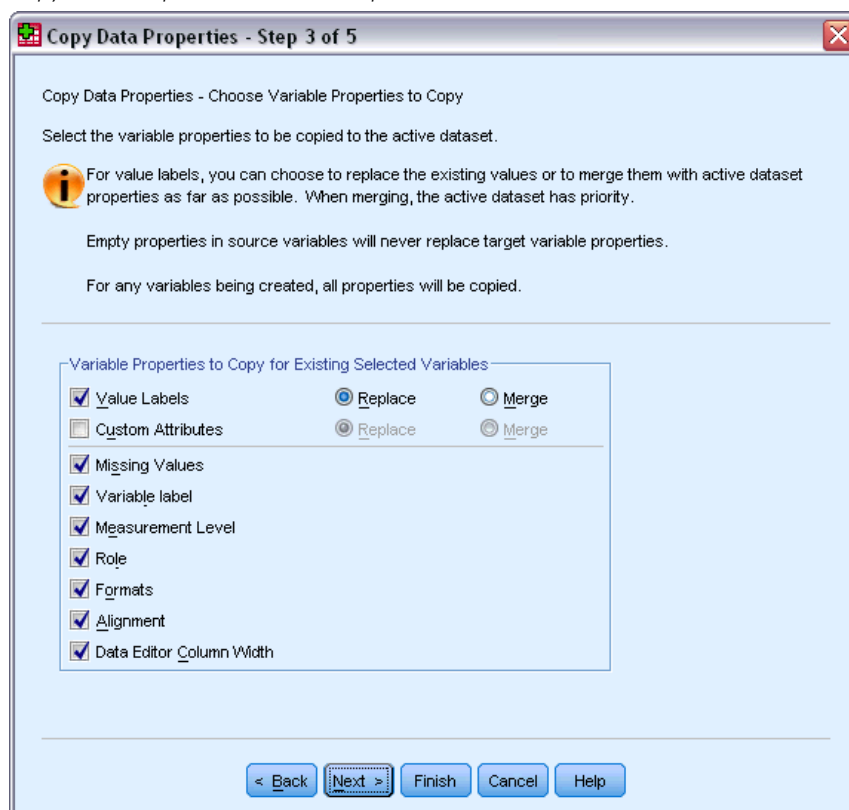 Copy Data Properties - Step 3 of 5
Copy Data Properties - Choose Variable Properties to Copy
Select the variable properties to be copied to the active dataset.
For value labels, you can choose to replace the existing values or to merge them with active dataset
properties as far as possible. When merging, the active dataset has priority.
Empty properties in source variables will never replace target variable properties.
For any variables being created, all properties will be copied.
Variable Properties to Copy for Existing Selected Variables
Value Labels Replace Merge
Custom Attributes Replace Merge
Missing Values
Variable label
Measurement Level
Role
Formats
Alignment
Data Editor Column Width
< Back Next > Finish Cancel Help